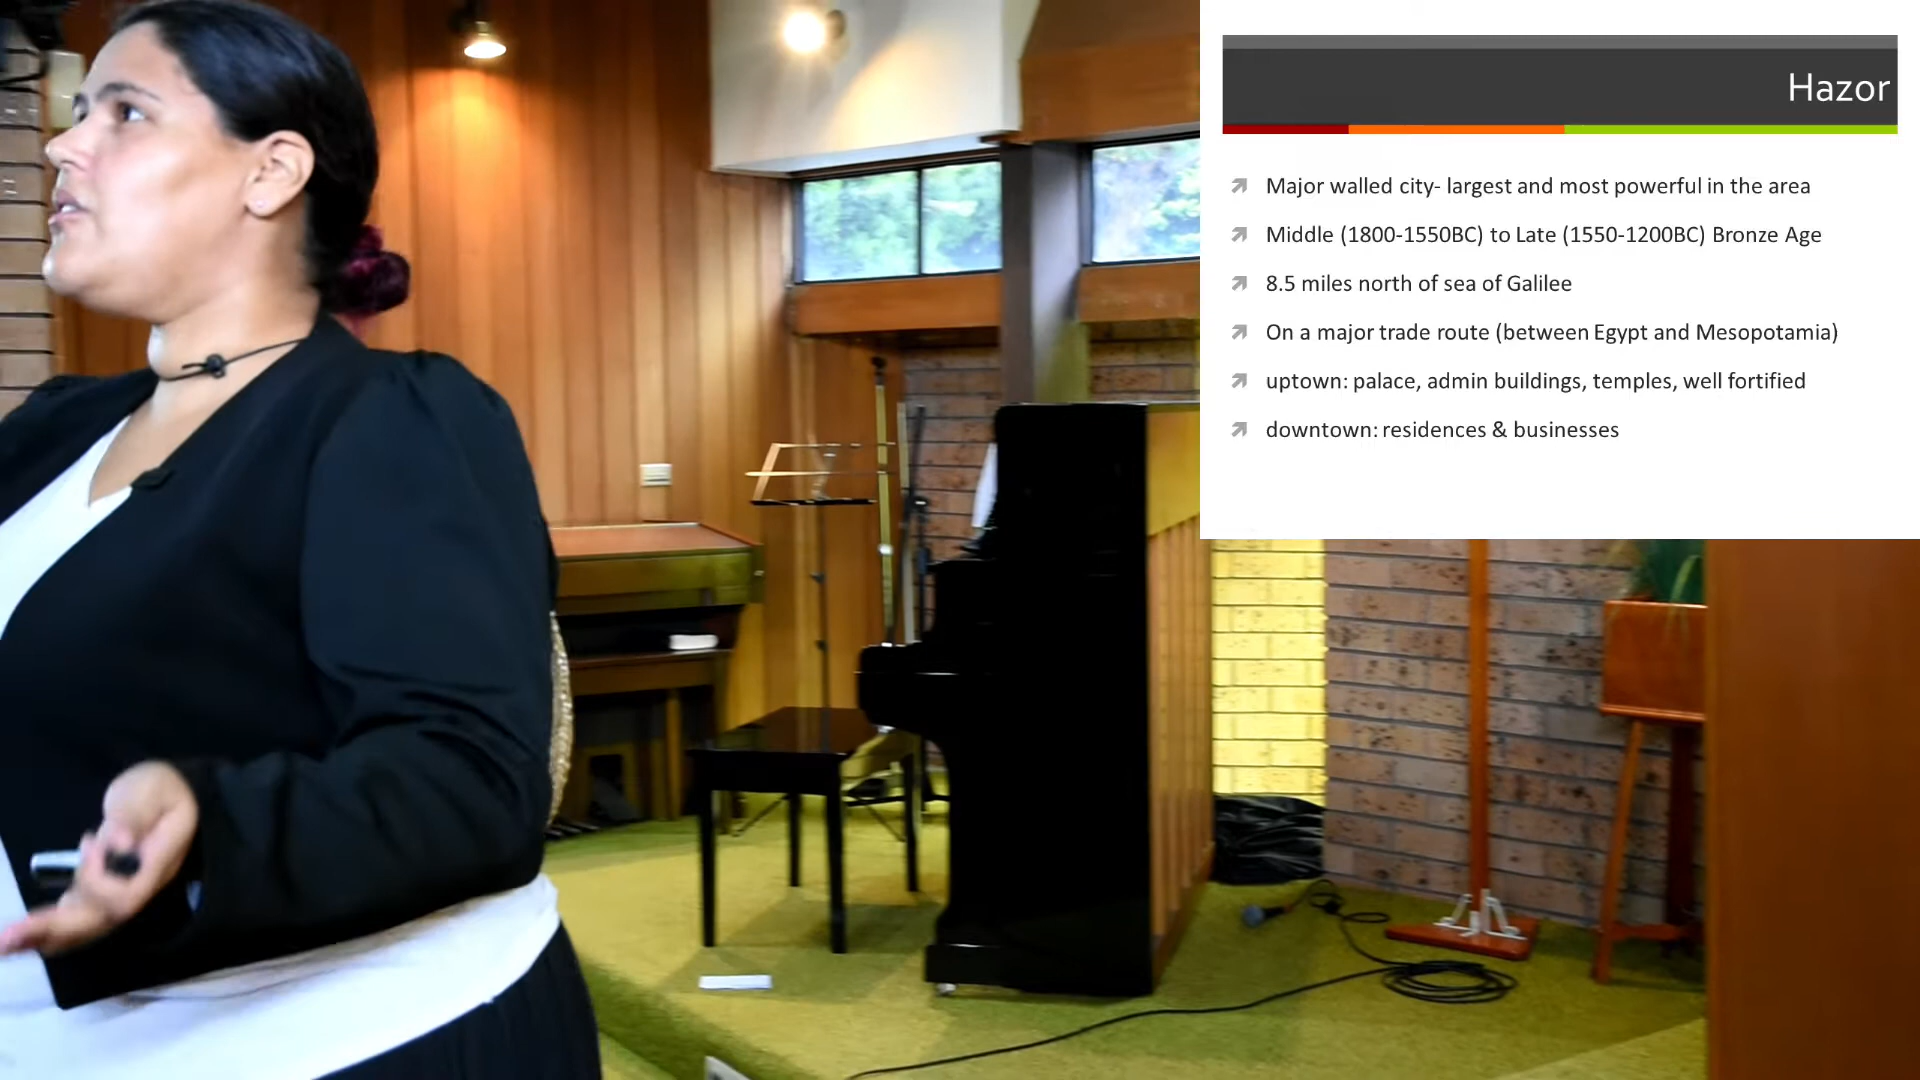 Hazor
Major walled city- largest and most powerful in the area
Middle (1800-1550BC) to Late (1550-1200BC) Bronze Age
8.5 miles north of sea of Galilee
On a major trade route (between Egypt and Mesopotamia)
uptown: palace, admin buildings, temples, well fortified
downtown: residences & businesses